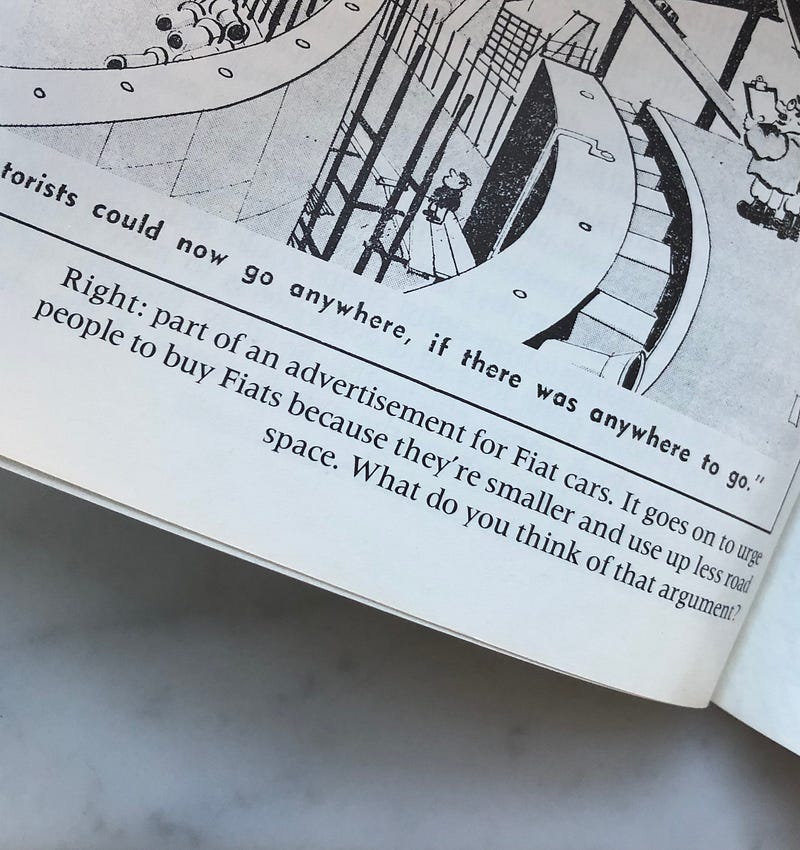 torists could now go anywhere, if there was anywhere to go."
Right: part of an advertisement for Fiat cars. It goes on to urge
people to buy Fiats because they're smaller and use up less road
space. What do you think of that argument?